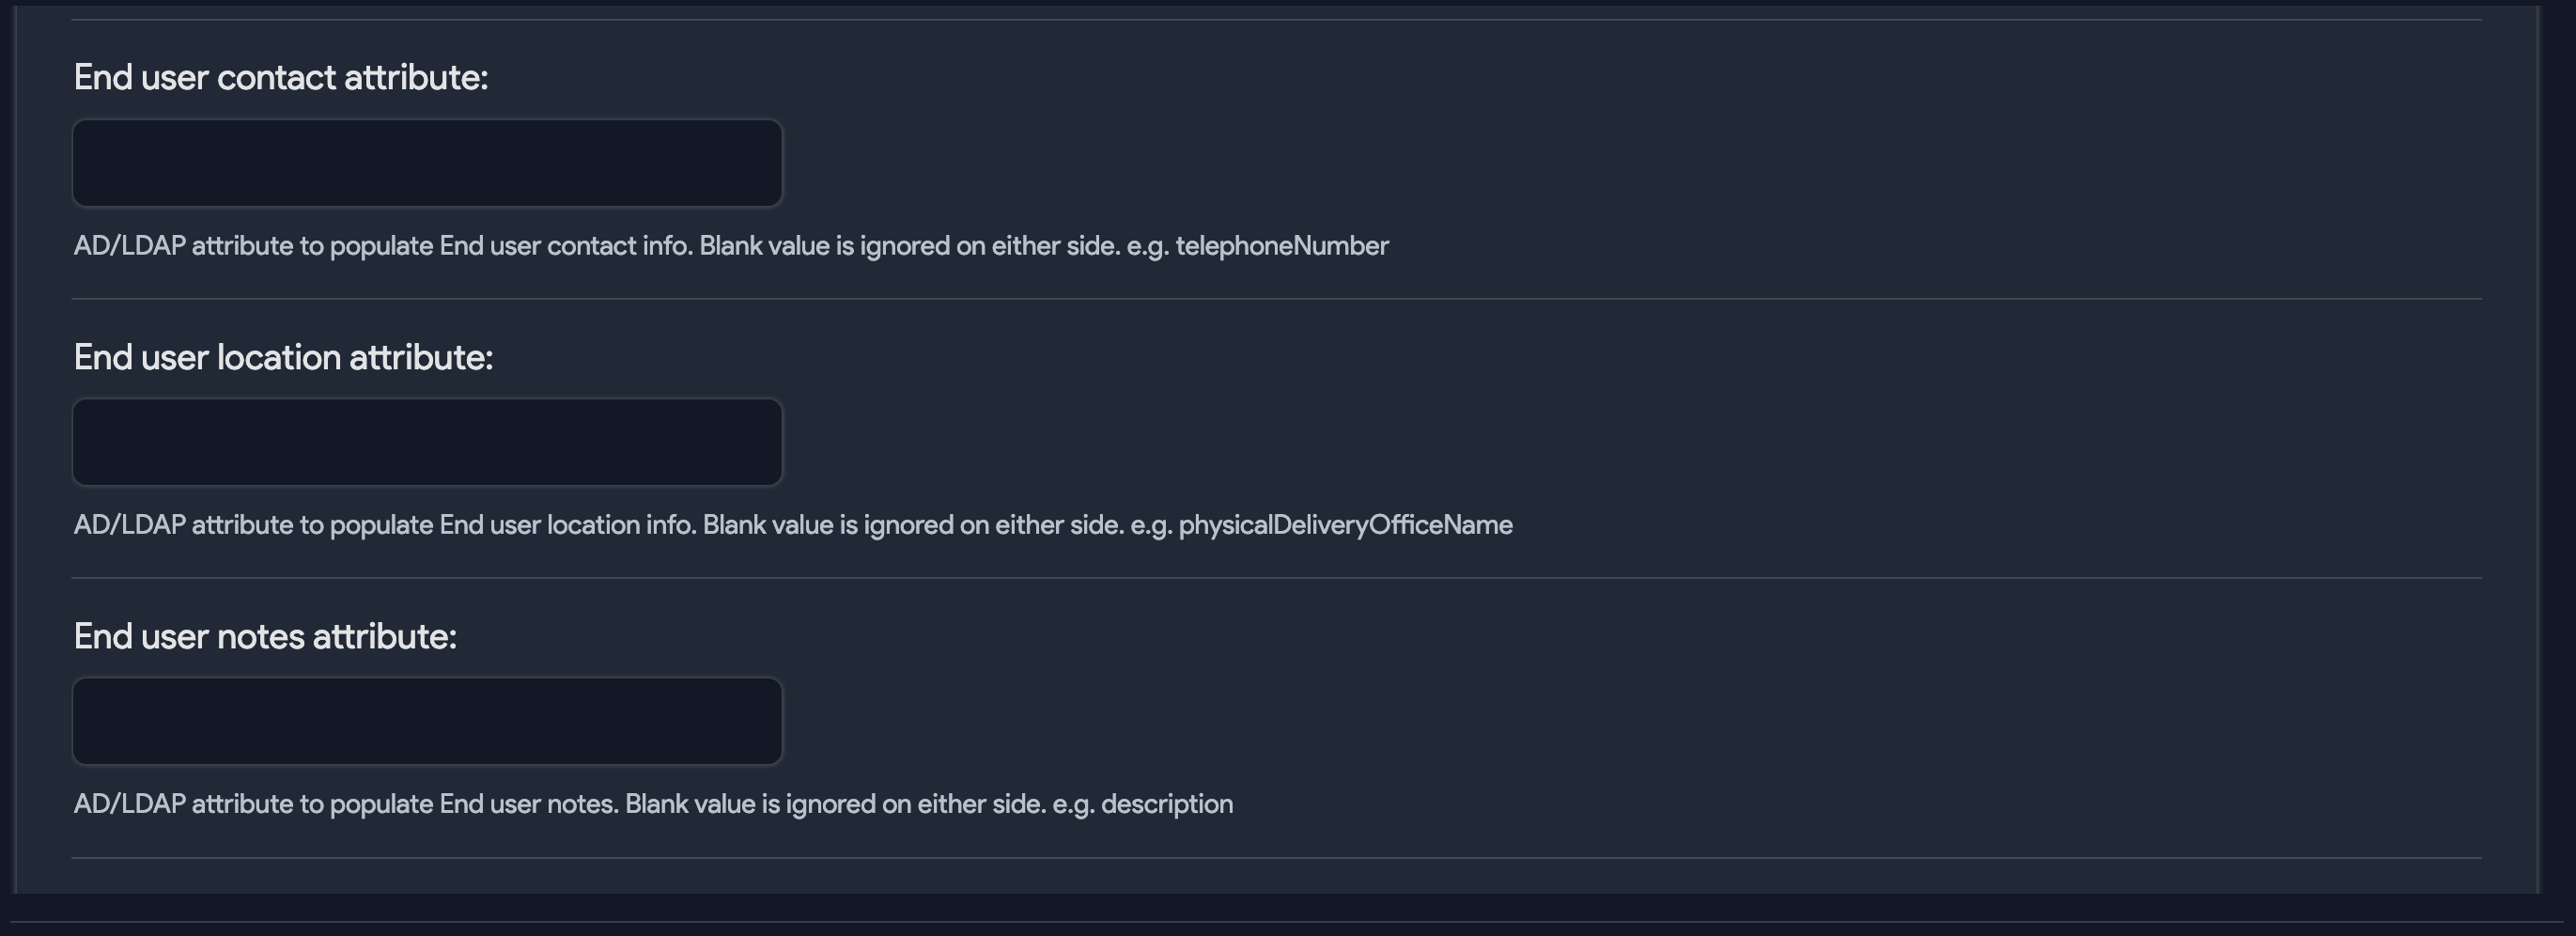 End user contact attribute:
AD/LDAP attribute to populate End user contact info. Blank value is ignored on either side. e.g. telephoneNumber
End user location attribute:
AD/LDAP attribute to populate End user location info. Blank value is ignored on either side. e.g. physicalDeliveryOfficeName
End user notes attribute:
AD/LDAP attribute to populate End user notes. Blank value is ignored on either side. e.g. description